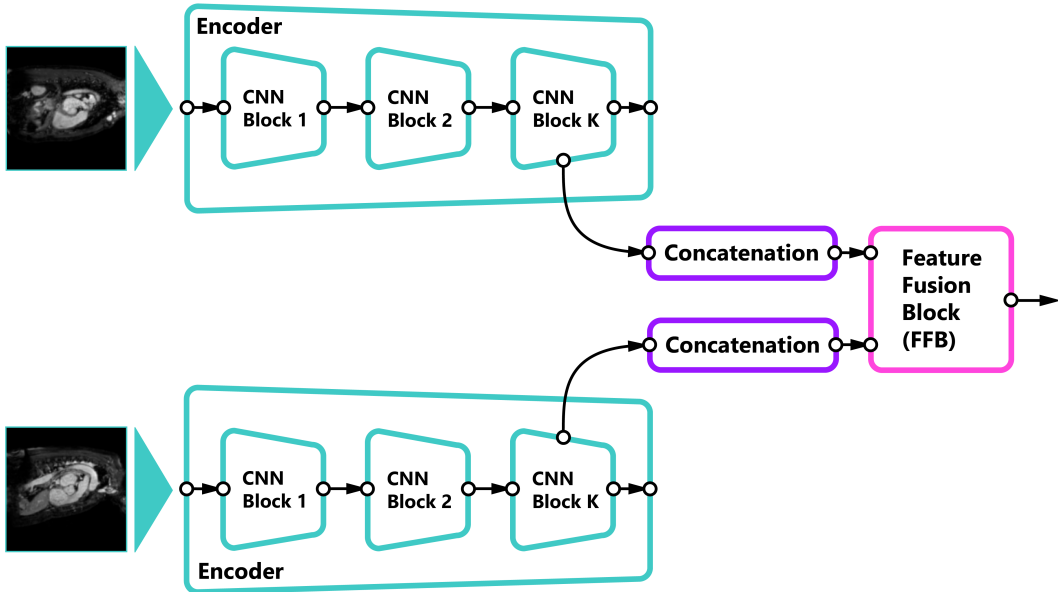 Encoder
CNN
Block 1
CNN
Block 2
CNN
Block K
Concatenation
Feature
Fusion
Block
(FFB)
Concatenation
CNN
Block 1
CNN
Block 2
CNN
Block K
Encoder